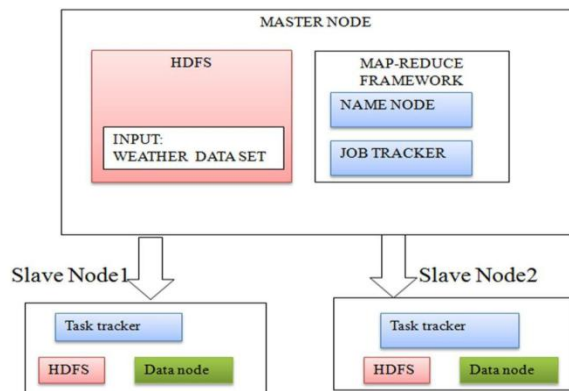 MASTER NODE
HDFS
INPUT:
WEATHER DATA SET
MAP-REDUCE
FRAMEWORK
NAME NODE
JOB TRACKER
Slave Node1
Slave Node2
Task tracker
HDFS
Data node
Task tracker
HDFS
Data node